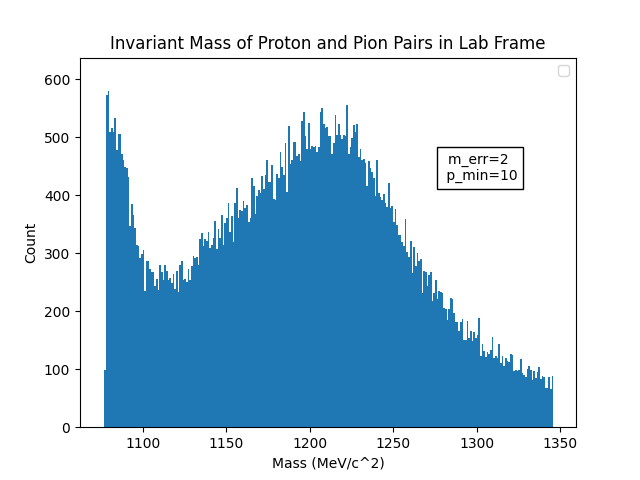 Invariant Mass of Proton and Pion Pairs in Lab Frame
600
500
400
300
200
100
0
Count
m_err=2
p_min=10
1100 1150 1200 1250 1300 1350
Mass (MeV/c^2)